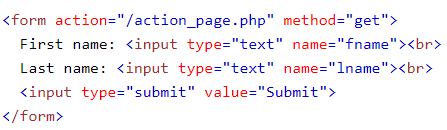 <form action="/action_page.php" method="get">
  First name: <input type="text" name="fname"><br>
  Last name: <input type="text" name="lname"><br>
  <input type="submit" value="Submit">
</form>